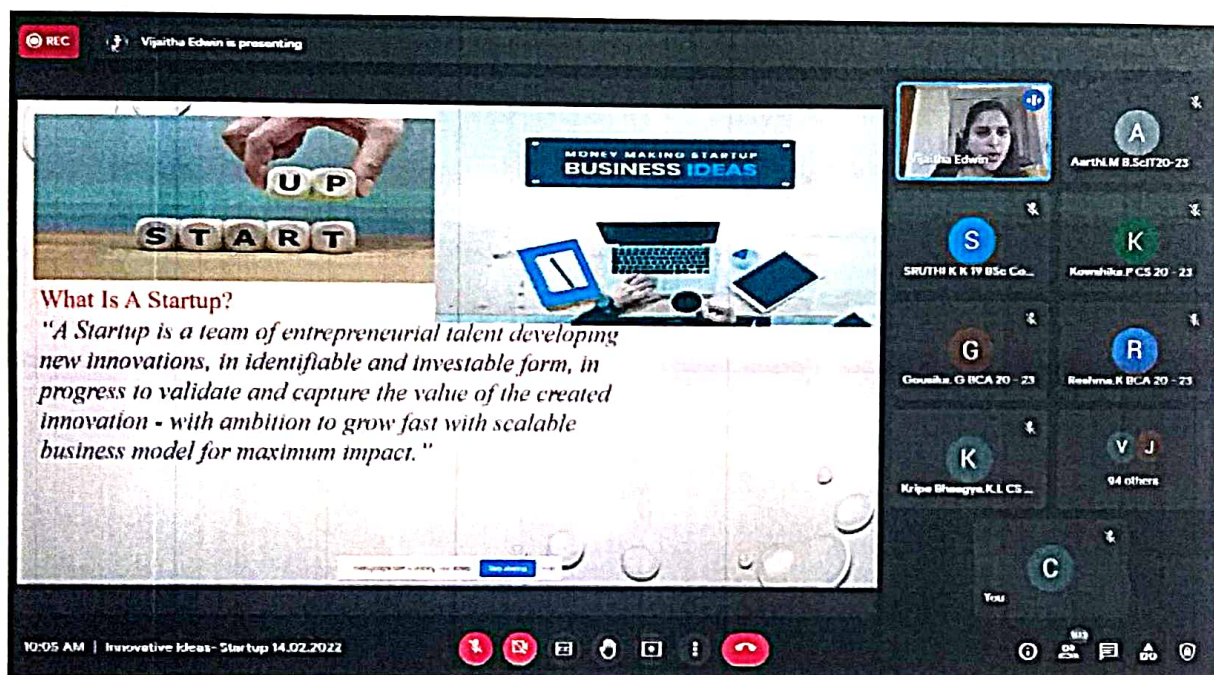 REC
Vijaitha Edwin is presenting
UP
START
MONEY MAKING STARTUP
BUSINESS IDEAS
What Is A Startup?
"A Startup is a team of entrepreneurial talent developing
new innovations, in identifiable and investable form, in
progress to validate and capture the value of the created
innovation - with ambition to grow fast with scalable
business model for maximum impact."
Vijaitha Edwin
A
Aarthi.M B.ScIT20-23
S
SRUTHI K K 19 BSc Co...
K
Kowshika.P CS 20 - 23
G
Gousika. G BCA 20 - 23
R
Reshma.K BCA 20 - 23
K
Kripa Bhaagya.K.L CS ...
V J
94 others
C
You
10:05 AM | Innovative Ideas- Startup 14.02.2022